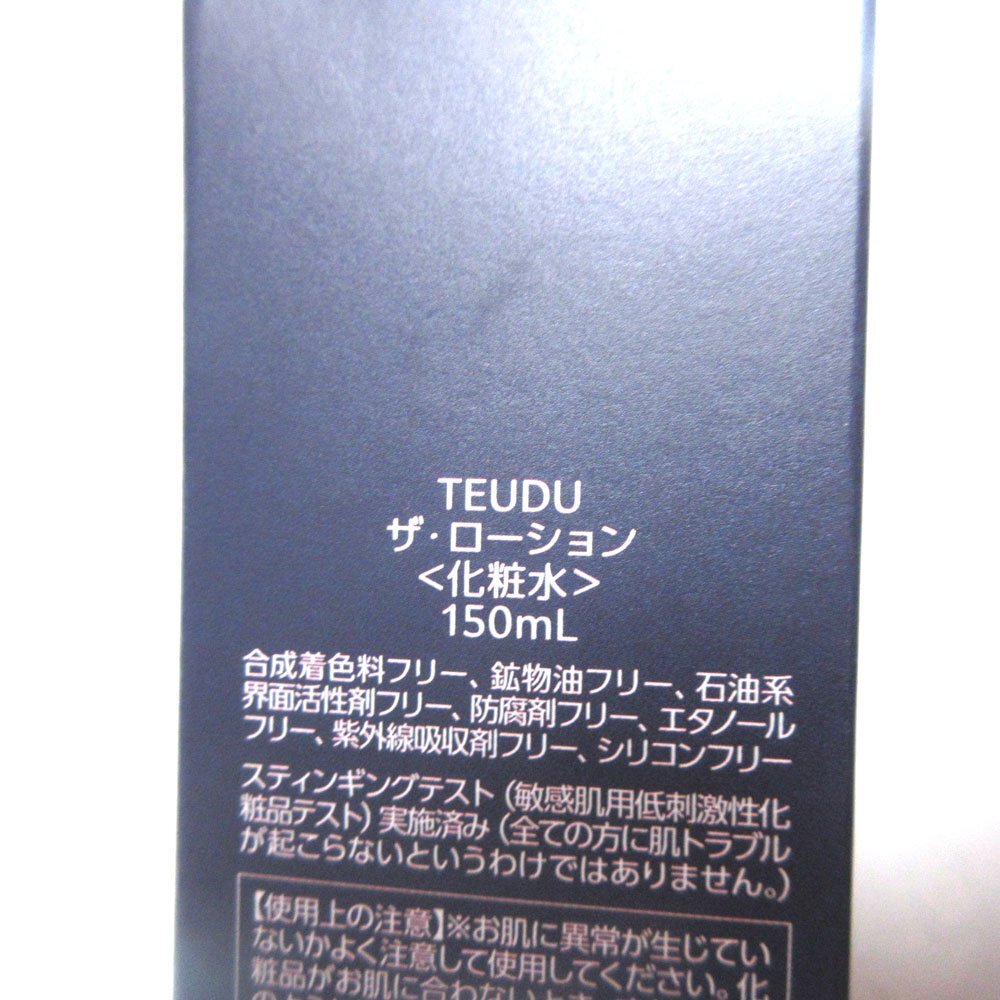 TEUDU
ザ・ローション
<化粧水>
150mL
合成着色料フリー、鉱物油フリー、石油系
界面活性剤フリー、防腐剤フリー、エタノール
フリー、紫外線吸収剤フリー、シリコンフリー
スティンギングテスト（敏感肌用低刺激性化
粧品テスト）実施済み（全ての方に肌トラブル
が起こらないというわけではありません。）
【使用上の注意】※お肌に異常が生じてい
ないかよく注意して使用してください。化
粧品がお肌に合わないとき